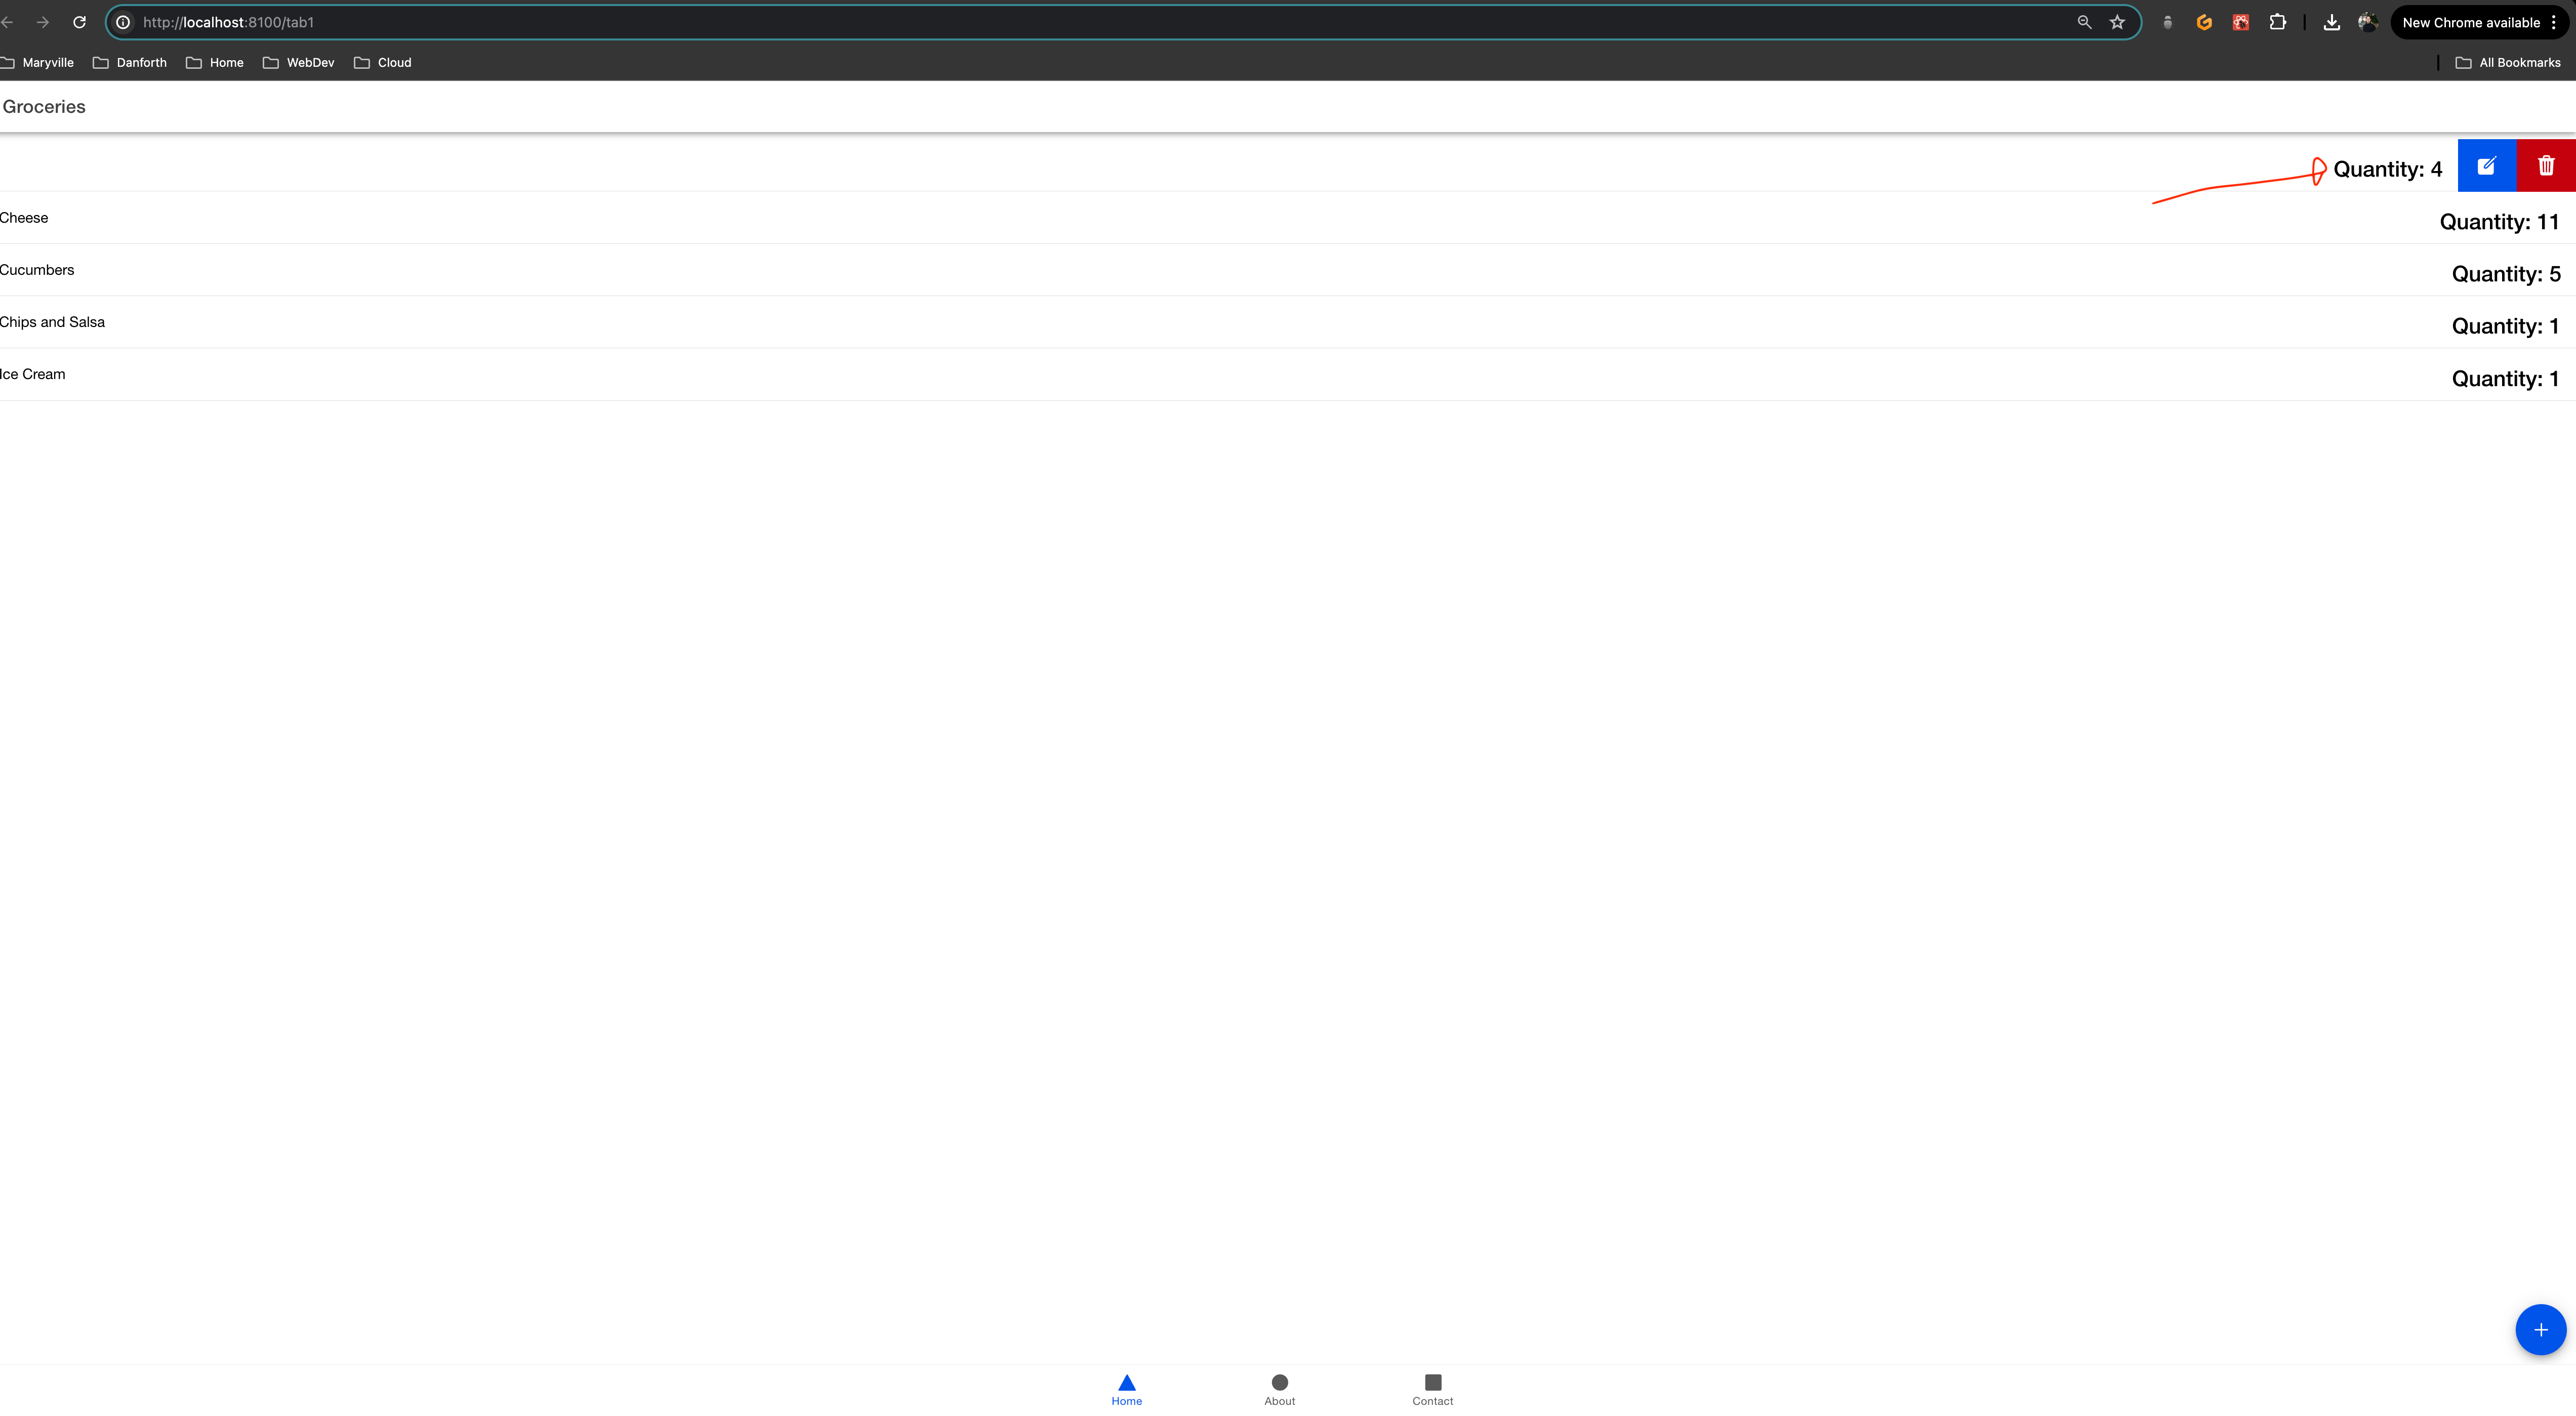 http://localhost:8100/tab1
New Chrome available
Maryville Danforth Home WebDev Cloud All Bookmarks
Groceries
Quantity: 4
Cheese Quantity: 11
Cucumbers Quantity: 5
Chips and Salsa Quantity: 1
Ice Cream Quantity: 1
Home About Contact